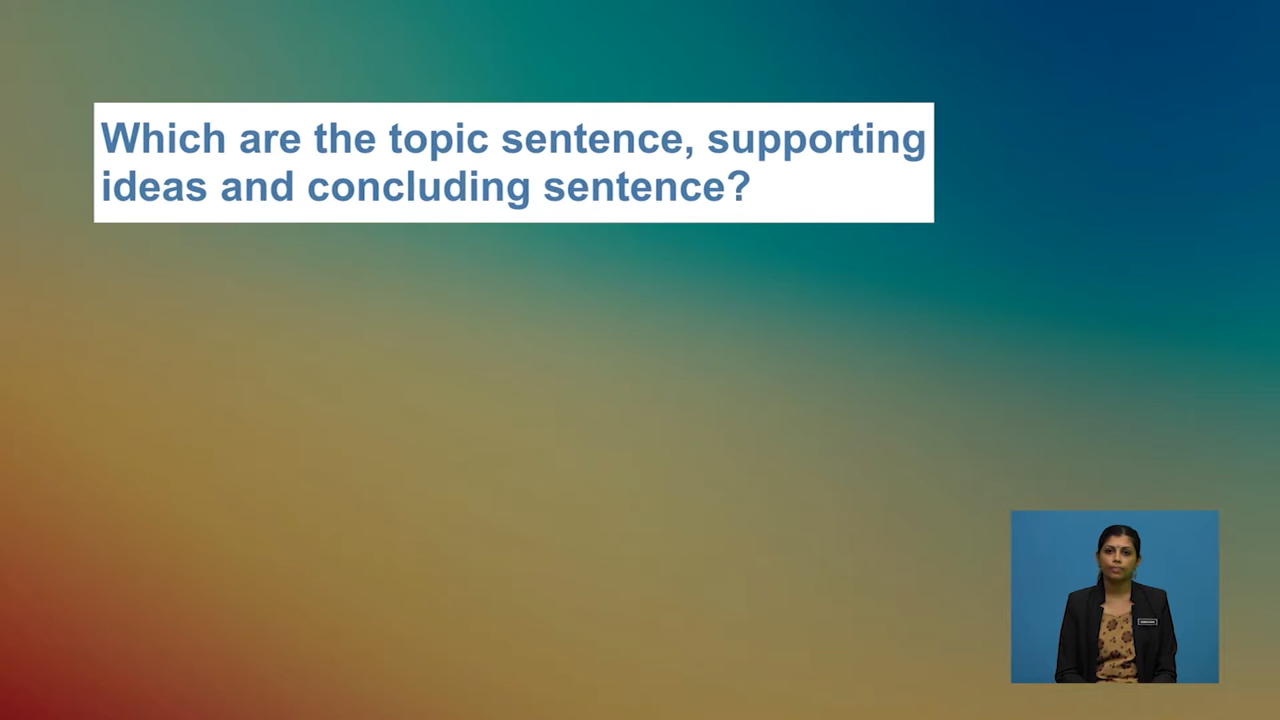 Which are the topic sentence, supporting
ideas and concluding sentence?